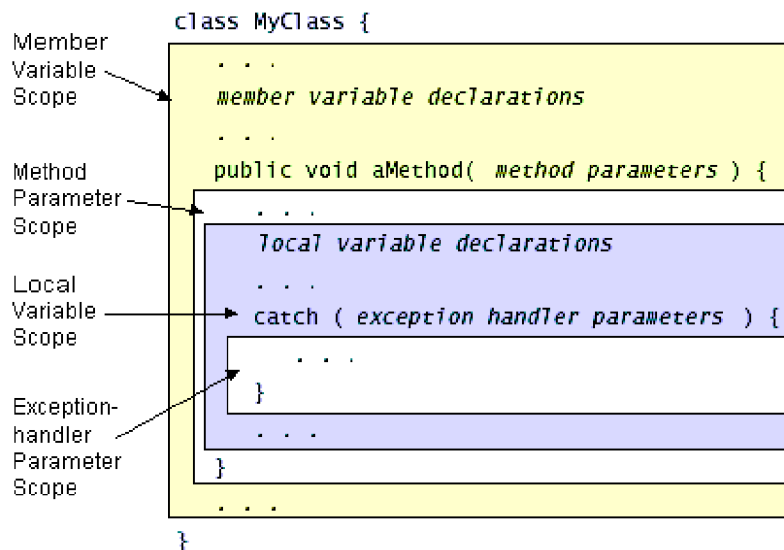 class MyClass {
Member
Variable
Scope
. . .
member variable declarations
. . .
public void aMethod( method parameters ) {
Method
Parameter
Scope
. . .
local variable declarations
. . .
Local
Variable
Scope
catch ( exception handler parameters ) {
. . .
}
Exception-
handler
Parameter
Scope
. . .
}
. . .
}